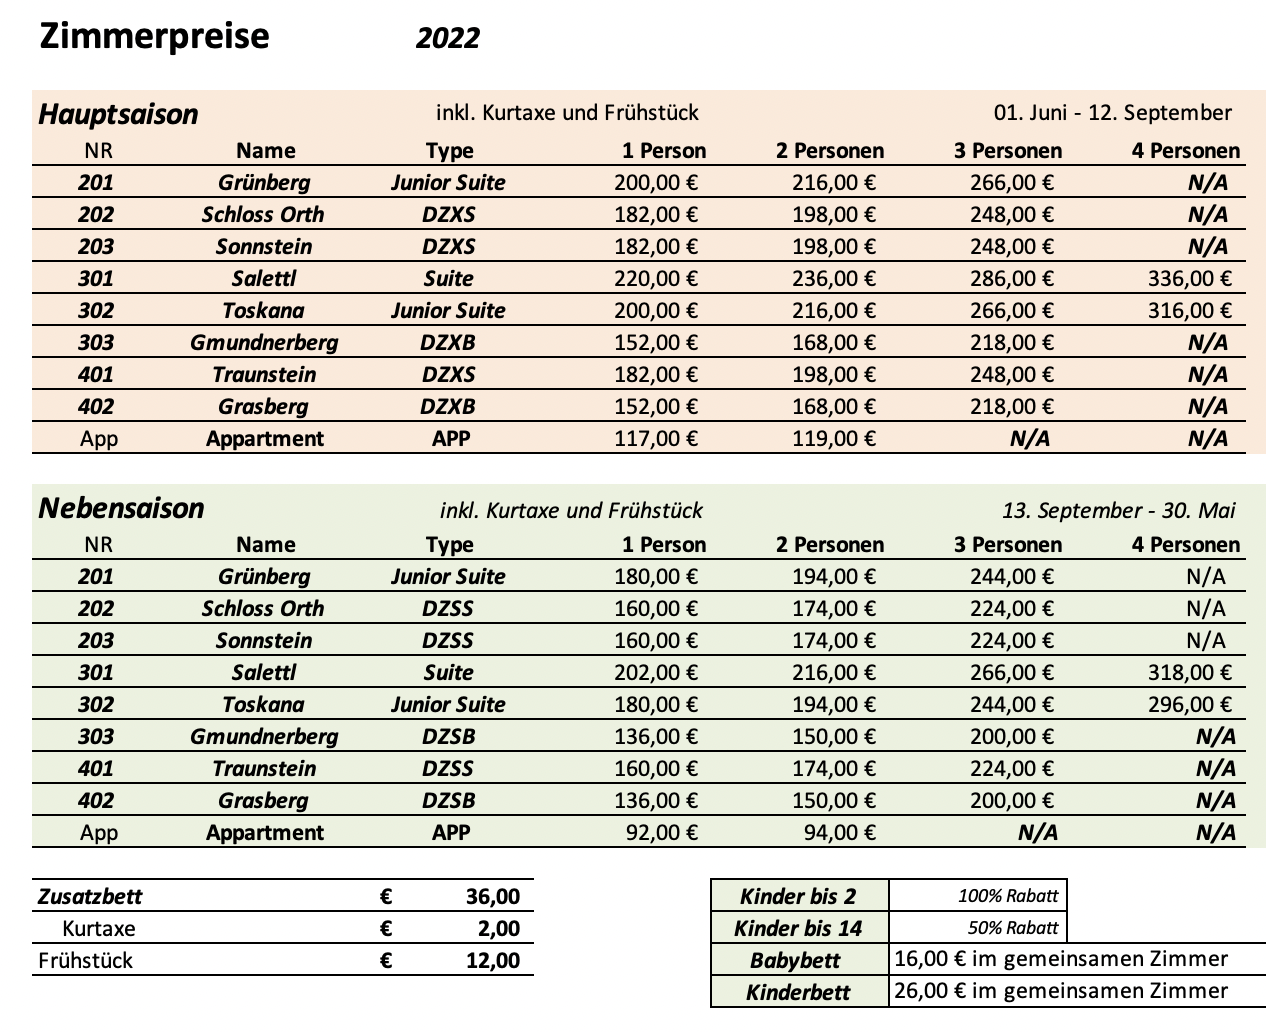 Zimmerpreise 2022
Hauptsaison inkl. Kurtaxe und Frühstück 01. Juni - 12. September
NR Name Type 1 Person 2 Personen 3 Personen 4 Personen
201 Grünberg Junior Suite 200,00 € 216,00 € 266,00 € N/A
202 Schloss Orth DZXS 182,00 € 198,00 € 248,00 € N/A
203 Sonnstein DZXS 182,00 € 198,00 € 248,00 € N/A
301 Salettl Suite 220,00 € 236,00 € 286,00 € 336,00 €
302 Toskana Junior Suite 200,00 € 216,00 € 266,00 € 316,00 €
303 Gmundnerberg DZXB 152,00 € 168,00 € 218,00 € N/A
401 Traunstein DZXS 182,00 € 198,00 € 248,00 € N/A
402 Grasberg DZXB 152,00 € 168,00 € 218,00 € N/A
App Appartment APP 117,00 € 119,00 € N/A N/A
Nebensaison inkl. Kurtaxe und Frühstück 13. September - 30. Mai
NR Name Type 1 Person 2 Personen 3 Personen 4 Personen
201 Grünberg Junior Suite 180,00 € 194,00 € 244,00 € N/A
202 Schloss Orth DZSS 160,00 € 174,00 € 224,00 € N/A
203 Sonnstein DZSS 160,00 € 174,00 € 224,00 € N/A
301 Salettl Suite 202,00 € 216,00 € 266,00 € 318,00 €
302 Toskana Junior Suite 180,00 € 194,00 € 244,00 € 296,00 €
303 Gmundnerberg DZSB 136,00 € 150,00 € 200,00 € N/A
401 Traunstein DZSS 160,00 € 174,00 € 224,00 € N/A
402 Grasberg DZSB 136,00 € 150,00 € 200,00 € N/A
App Appartment APP 92,00 € 94,00 € N/A N/A
Zusatzbett € 36,00
Kurtaxe € 2,00
Frühstück € 12,00
Kinder bis 2 100% Rabatt
Kinder bis 14 50% Rabatt
Babybett 16,00 € im gemeinsamen Zimmer
Kinderbett 26,00 € im gemeinsamen Zimmer